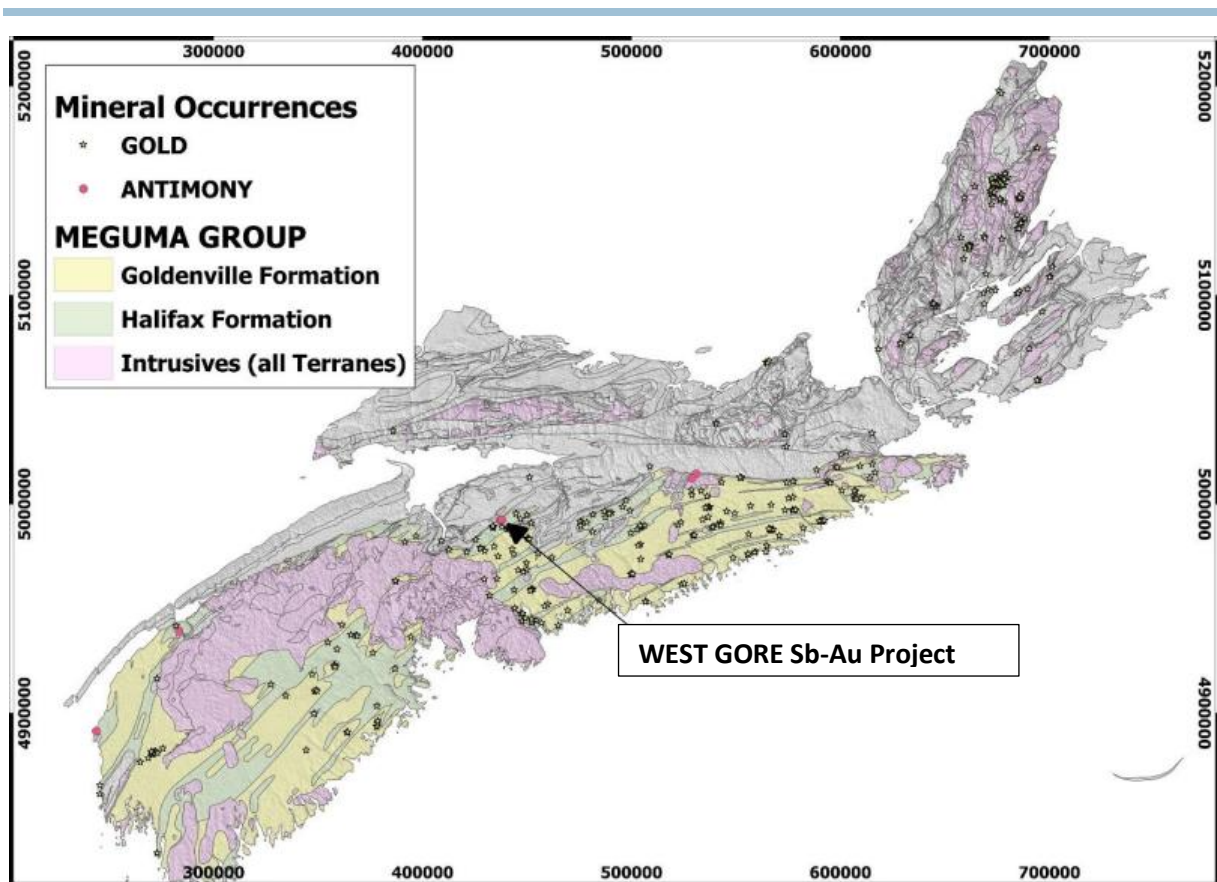 300000 400000 500000 600000 700000
5200000 5200000
Mineral Occurrences
GOLD
ANTIMONY
MEGUMA GROUP
Goldenville Formation
Halifax Formation
Intrusives (all Terranes)
5100000 5100000
5000000 5000000
WEST GORE Sb-Au Project
4900000 4900000
300000 400000 500000 600000 700000